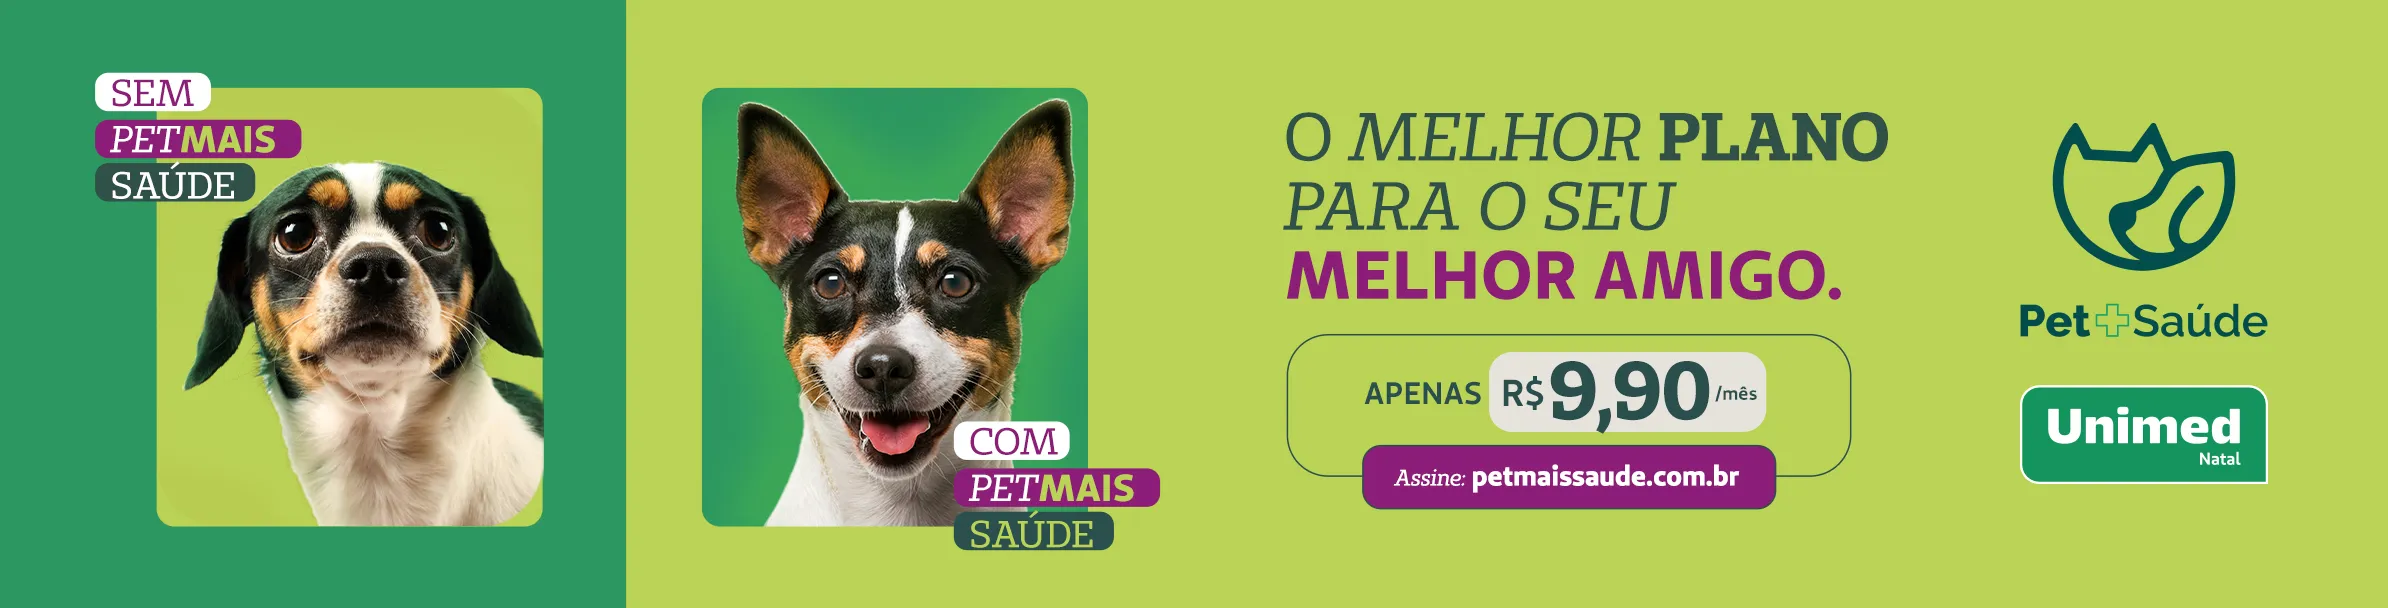 SEM
PETMAIS
SAÚDE
COM
PETMAIS
SAÚDE
O MELHOR PLANO
PARA O SEU
MELHOR AMIGO.
APENAS R$9,90/mês
Assine: petmaissaude.com.br
Pet+Saúde
Unimed
Natal